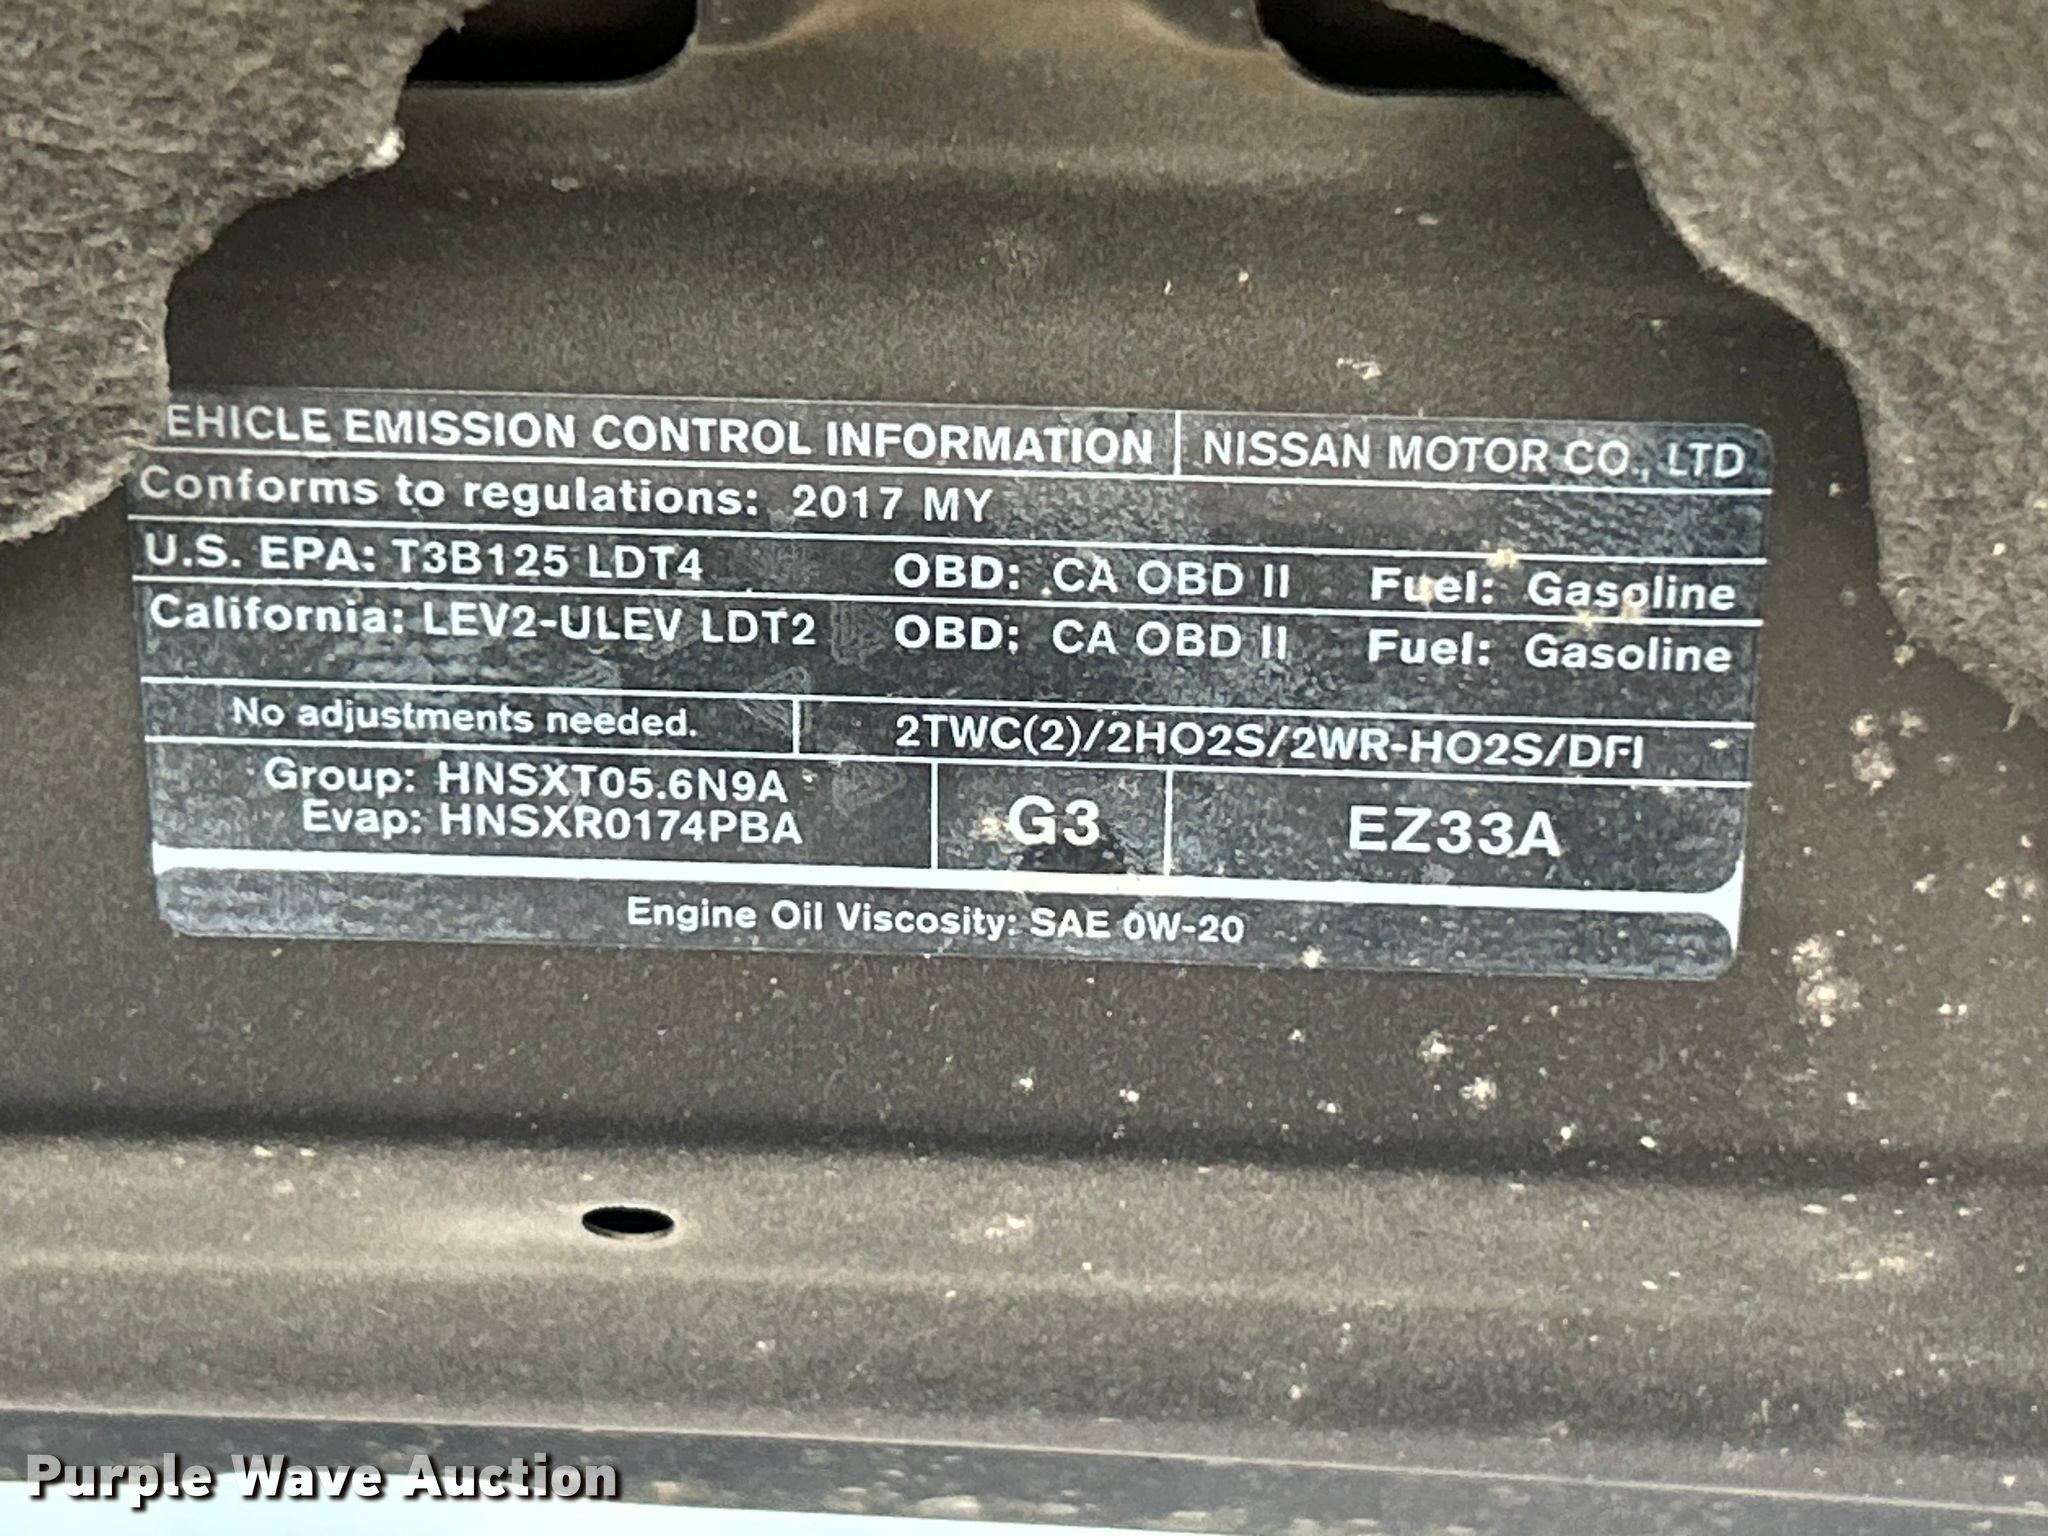 EHICLE EMISSION CONTROL INFORMATION NISSAN MOTOR CO., LTD
Conforms to regulations: 2017 MY
U.S. EPA: T3B125 LDT4 OBD: CA OBD II Fuel: Gasoline
California: LEV2-ULEV LDT2 OBD: CA OBD II Fuel: Gasoline
No adjustments needed. 2TWC(2)/2HO2S/2WR-HO2S/DFI
Group: HNSXT05.6N9A
Evap: HNSXR0174PBA
G3
EZ33A
Engine Oil Viscosity: SAE 0W-20
Purple Wave Auction